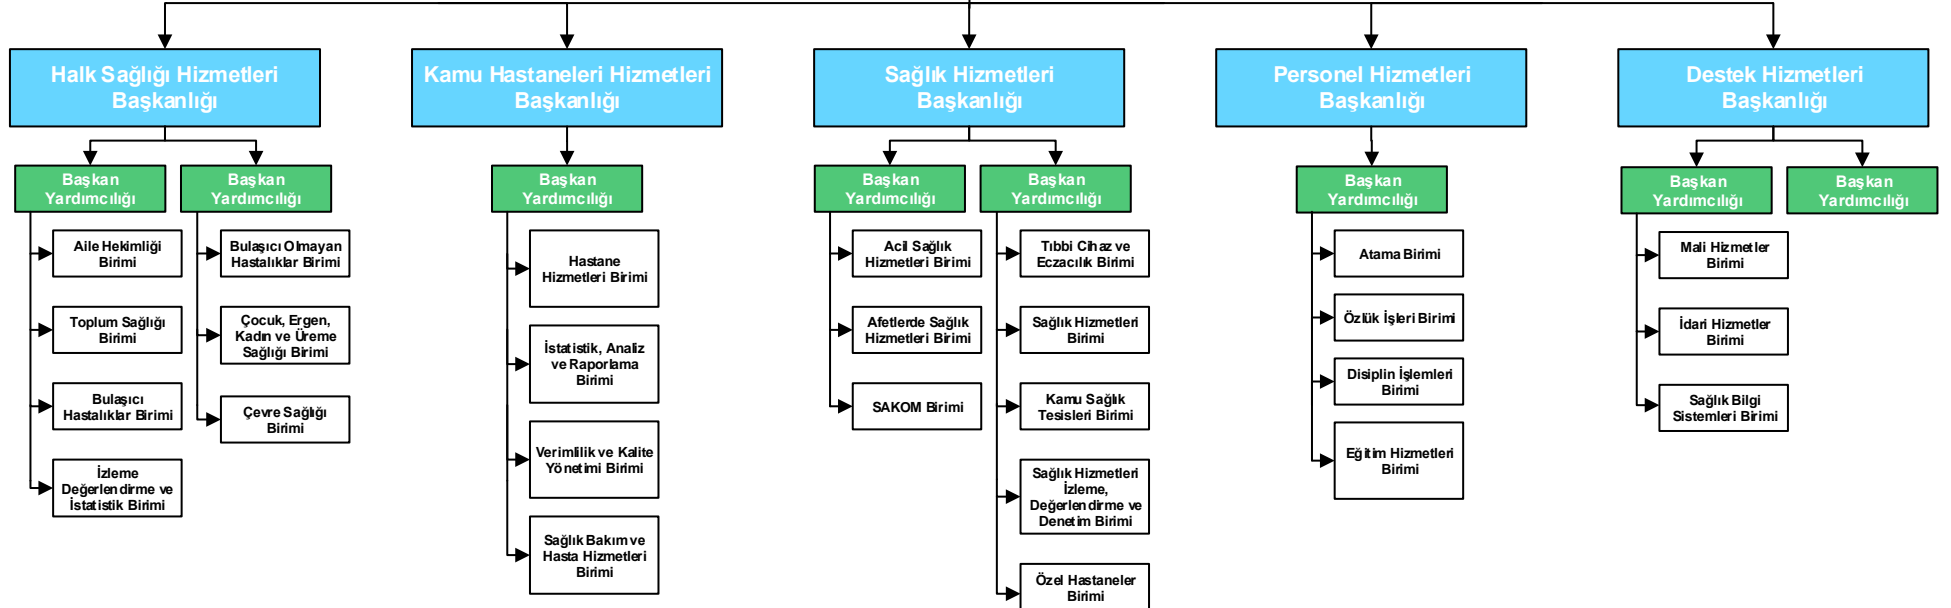 Halk Sağlığı Hizmetleri
Başkanlığı
Kamu Hastaneleri Hizmetleri
Başkanlığı
Sağlık Hizmetleri
Başkanlığı
Personel Hizmetleri
Başkanlığı
Destek Hizmetleri
Başkanlığı
Başkan
Yardımcılığı
Başkan
Yardımcılığı
Başkan
Yardımcılığı
Başkan
Yardımcılığı
Başkan
Yardımcılığı
Başkan
Yardımcılığı
Başkan
Yardımcılığı
Başkan
Yardımcılığı
Aile Hekimliği
Birimi
Toplum Sağlığı
Birimi
Bulaşıcı
Hastalıklar Birimi
İzleme
Değerlendirme ve
İstatistik Birimi
Bulaşıcı Olmayan
Hastalıklar Birimi
Çocuk, Ergen,
Kadın ve Üreme
Sağlığı Birimi
Çevre Sağlığı
Birimi
Hastane
Hizmetleri Birimi
İstatistik, Analiz
ve Raporlama
Birimi
Verimlilik ve Kalite
Yönetimi Birimi
Sağlık Bakım ve
Hasta Hizmetleri
Birimi
Acil Sağlık
Hizmetleri Birimi
Afetlerde Sağlık
Hizmetleri Birimi
SAKOM Birimi
Tıbbi Cihaz ve
Eczacılık Birimi
Sağlık Hizmetleri
Birimi
Kamu Sağlık
Tesisleri Birimi
Sağlık Hizmetleri
İzleme,
Değerlendirme ve
Denetim Birimi
Özel Hastaneler
Birimi
Atama Birimi
Özlük İşleri Birimi
Disiplin İşlemleri
Birimi
Eğitim Hizmetleri
Birimi
Mali Hizmetler
Birimi
İdari Hizmetler
Birimi
Sağlık Bilgi
Sistemleri Birimi